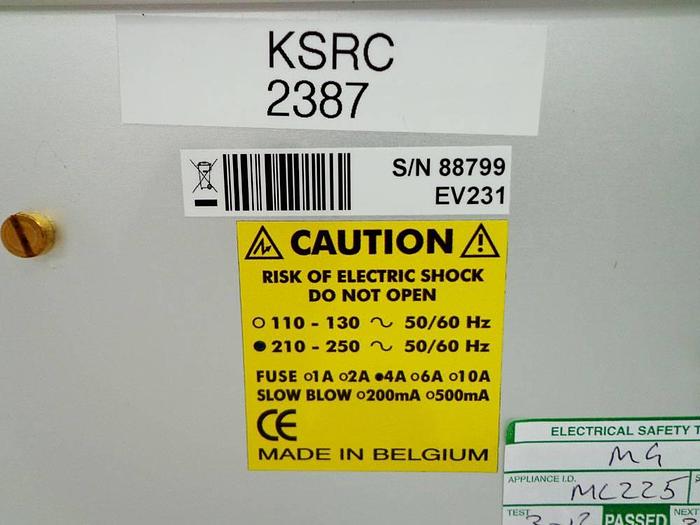 KSRC
2387
S/N 88799
EV231
CAUTION
RISK OF ELECTRIC SHOCK
DO NOT OPEN
○ 110 - 130 ~ 50/60 Hz
● 210 - 250 ~ 50/60 Hz
FUSE ○1A ○2A ●4A ○6A ○10A
SLOW BLOW ○200mA ○500mA
CE
MADE IN BELGIUM
ELECTRICAL SAFETY T
MG
APPLIANCE I.D.
MC225
TEST PASSED NEXT